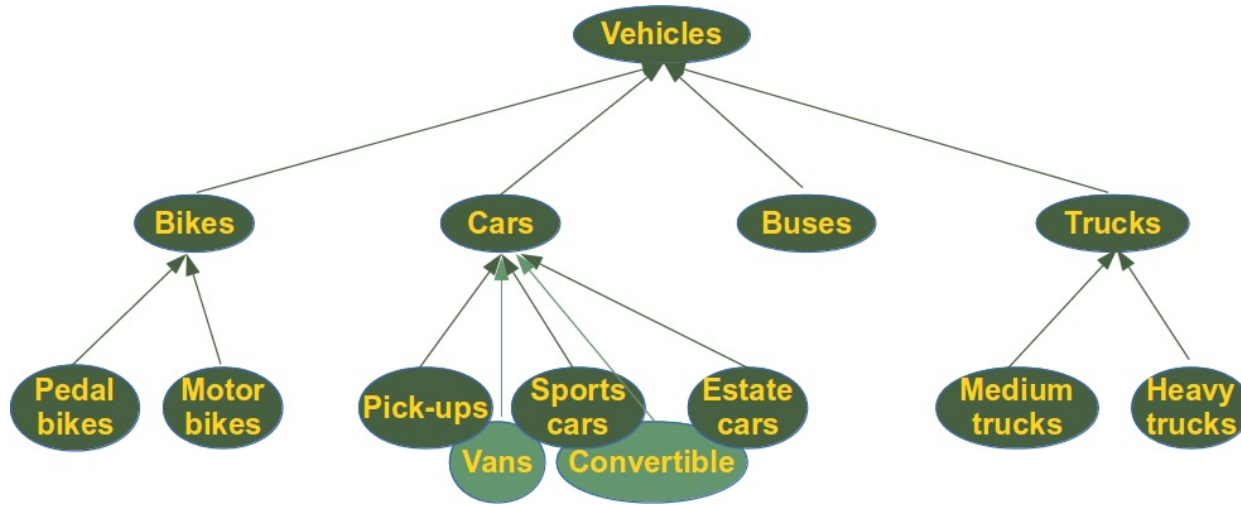 Vehicles
Bikes
Cars
Buses
Trucks
Pedal
bikes
Motor
bikes
Pick-ups
Sports
cars
Estate
cars
Medium
trucks
Heavy
trucks
Vans
Convertible